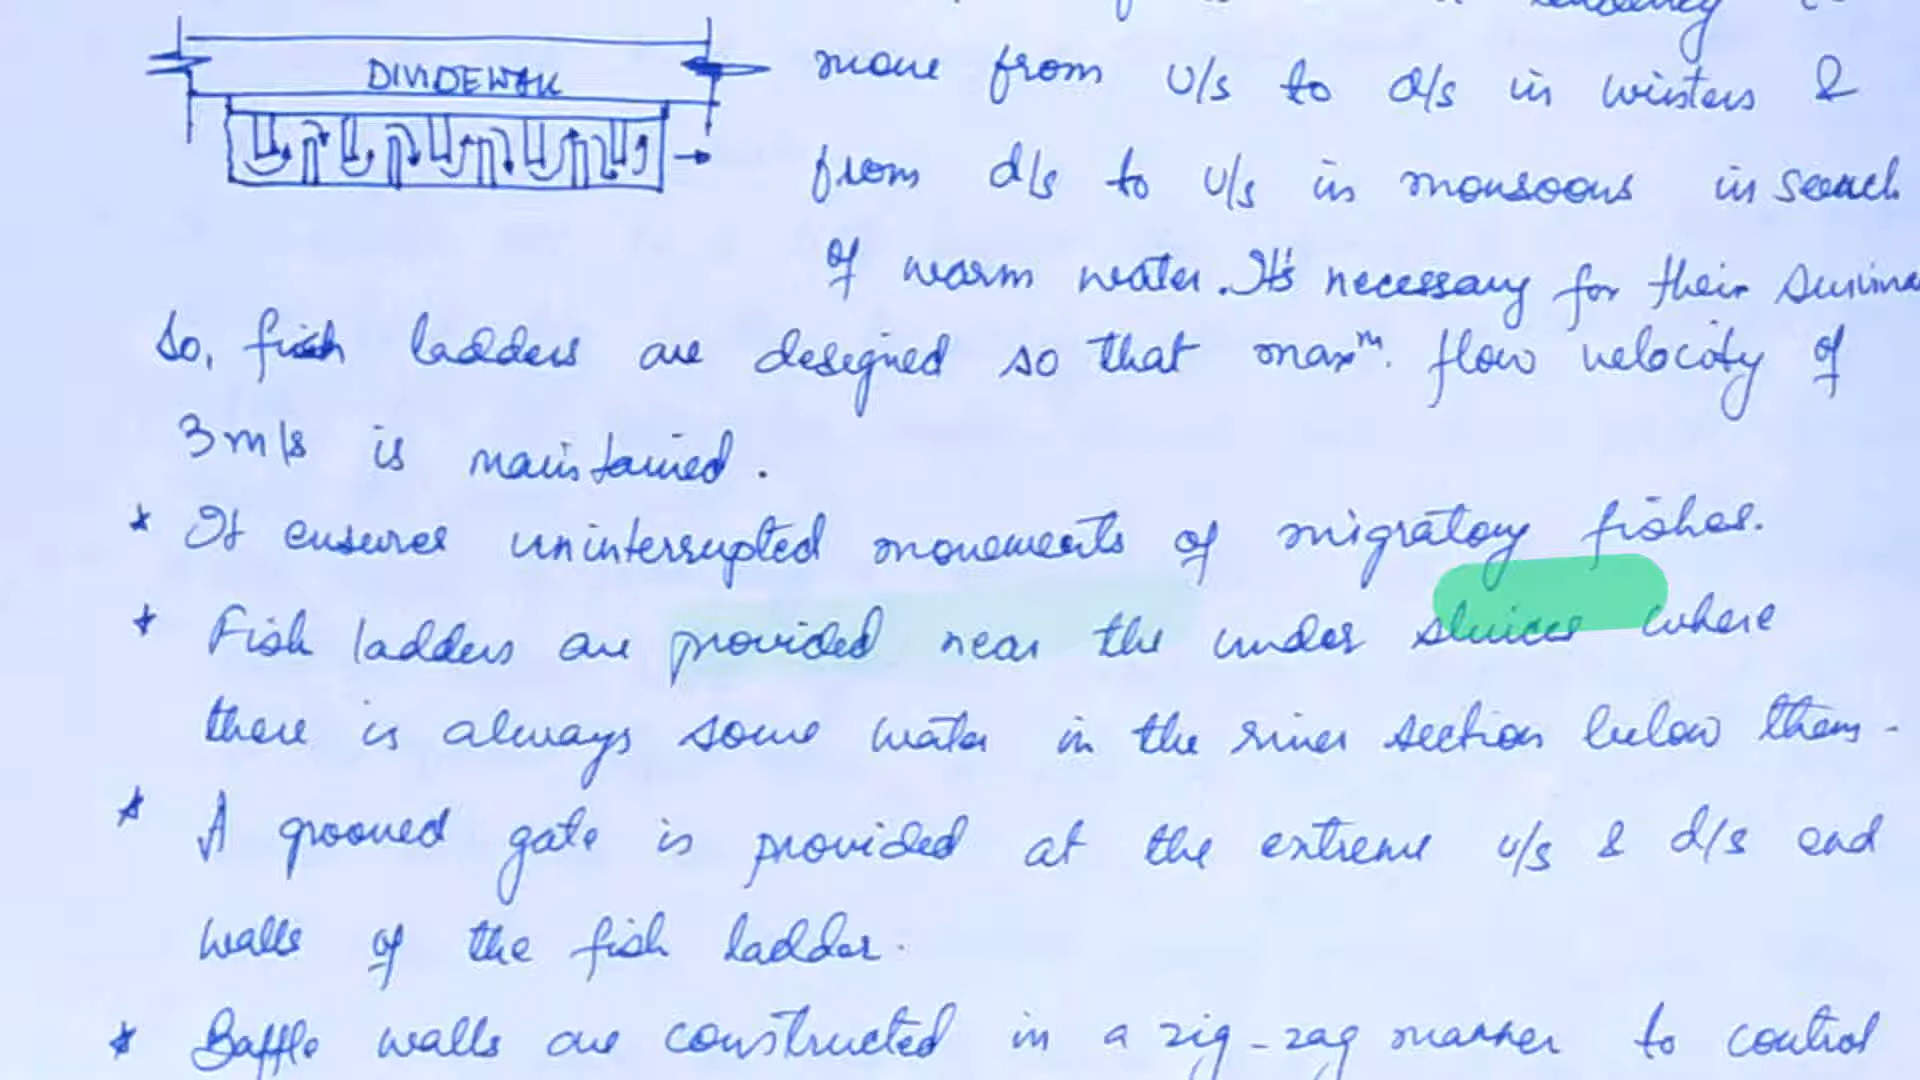 tendency
DIVIDEWALL
move from u/s to d/s in winters &
from d/s to u/s in monsoons in search
of warm water. It's necessary for their
So, fish ladders are designed so that maxᵐ. flow velocity of
3 m/s is maintained.
* It ensures uninterrupted movements of migratory fishes.
* Fish ladders are provided near the under sluices where
there is always some water in the river section below them.
* A grooved gate is provided at the extreme u/s & d/s end
walls of the fish ladder.
* Baffle walls are constructed in a zig-zag manner to control